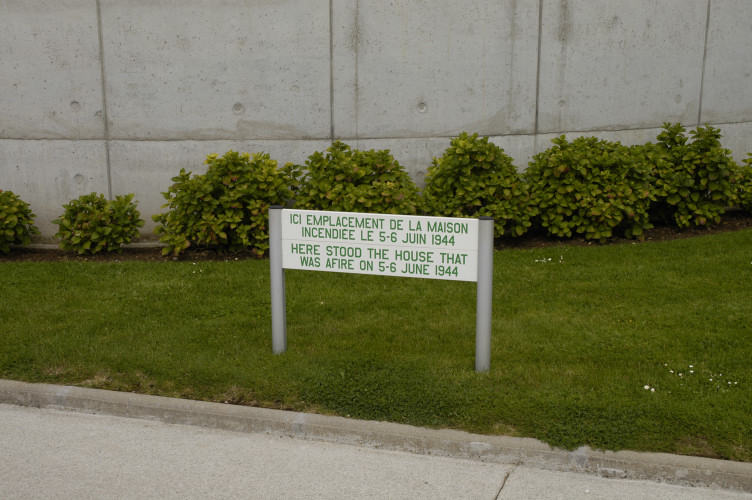 ICI EMPLACEMENT DE LA MAISON
INCENDIEE LE 5-6 JUIN 1944
HERE STOOD THE HOUSE THAT
WAS AFIRE ON 5-6 JUNE 1944